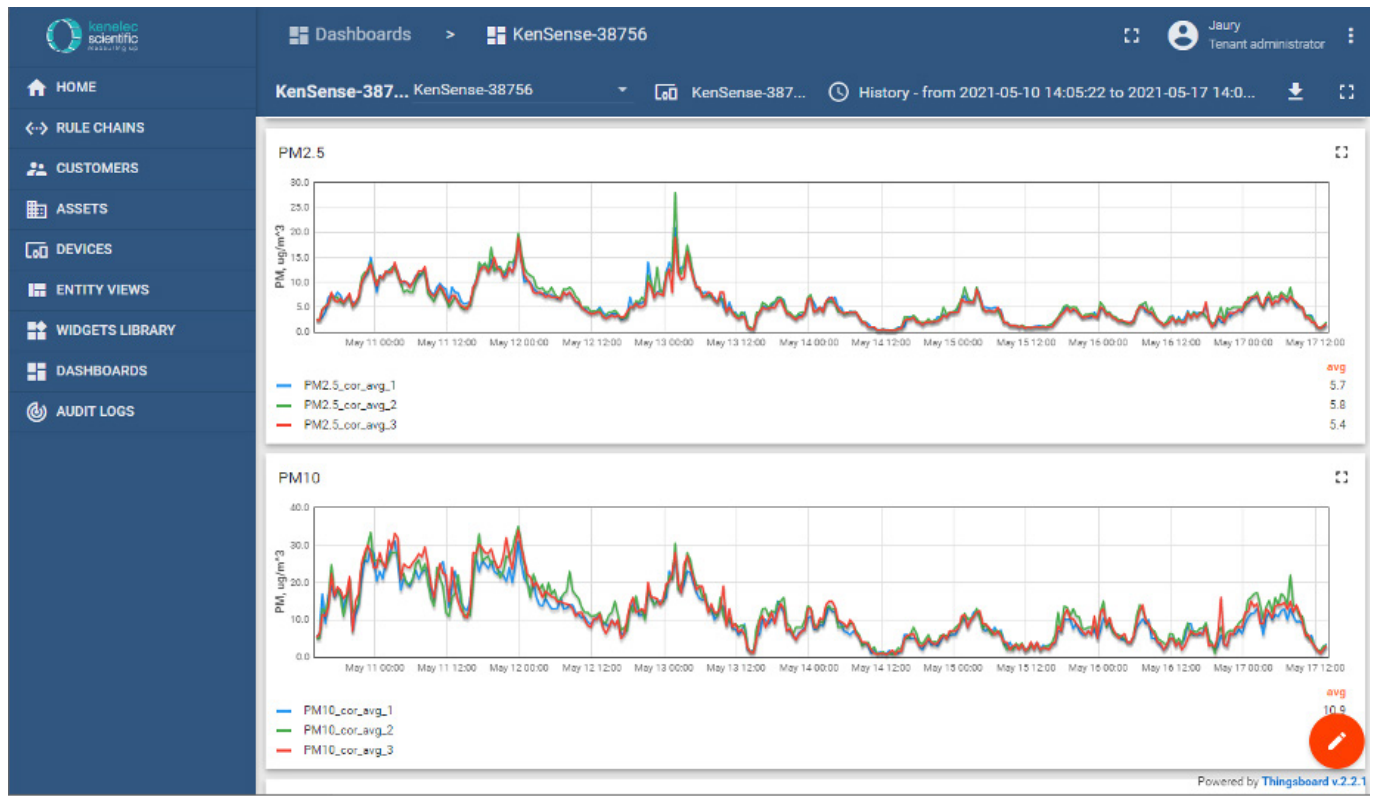 kenelec
scientific
Dashboards > KenSense-38756
Jaury
Tenant administrator
HOME
RULE CHAINS
CUSTOMERS
ASSETS
DEVICES
ENTITY VIEWS
WIDGETS LIBRARY
DASHBOARDS
AUDIT LOGS
KenSense-387... KenSense-38756 KenSense-387... History - from 2021-05-10 14:05:22 to 2021-05-17 14:0...
PM2.5
PM, ug/m^3
30.0
25.0
20.0
15.0
10.0
5.0
0.0
May 11 00:00 May 11 12:00 May 12 00:00 May 12 12:00 May 13 00:00 May 13 12:00 May 14 00:00 May 14 12:00 May 15 00:00 May 15 12:00 May 16 00:00 May 16 12:00 May 17 00:00 May 17 12:00
avg
PM2.5_cor_avg_1 5.7
PM2.5_cor_avg_2 5.8
PM2.5_cor_avg_3 5.4
PM10
PM, ug/m^3
40.0
30.0
20.0
10.0
0.0
May 11 00:00 May 11 12:00 May 12 00:00 May 12 12:00 May 13 00:00 May 13 12:00 May 14 00:00 May 14 12:00 May 15 00:00 May 15 12:00 May 16 00:00 May 16 12:00 May 17 00:00 May 17 12:00
avg
PM10_cor_avg_1 10.9
PM10_cor_avg_2
PM10_cor_avg_3
Powered by Thingsboard v.2.2.1